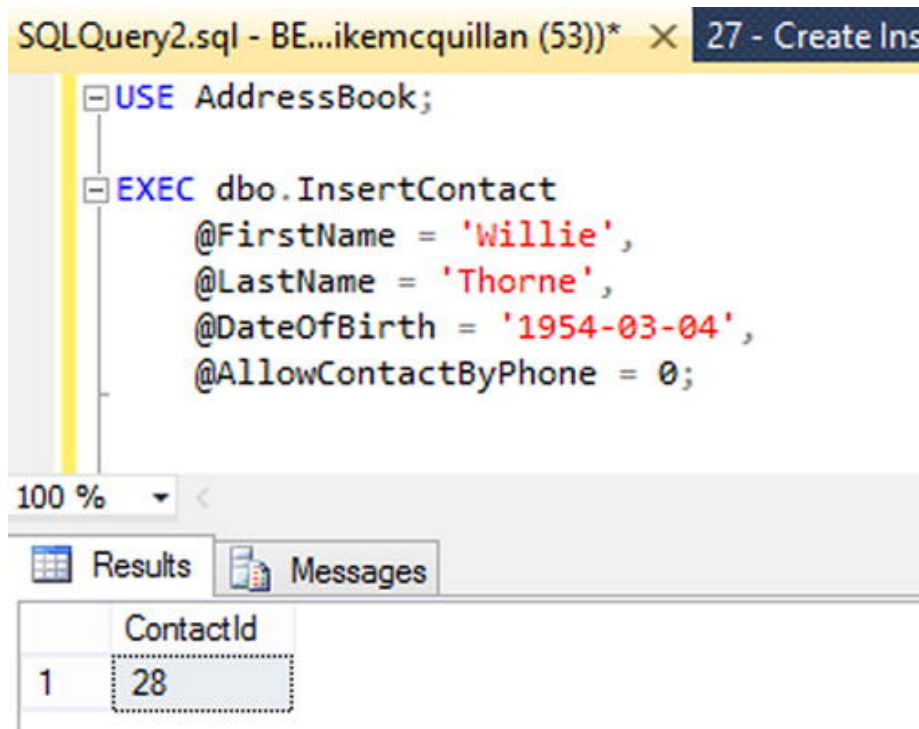 SQLQuery2.sql - BE...ikemcquillan (53))* 27 - Create Ins
USE AddressBook;
EXEC dbo.InsertContact
@FirstName = 'Willie',
@LastName = 'Thorne',
@DateOfBirth = '1954-03-04',
@AllowContactByPhone = 0;
100 %
Results Messages
ContactId
1 28